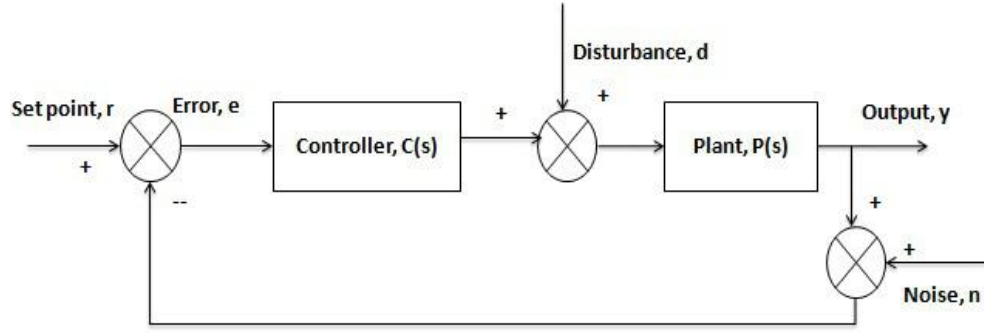 Disturbance, d
Set point, r
Error, e
+
+
Output, y
Controller, C(s)
Plant, P(s)
+
--
+
+
Noise, n